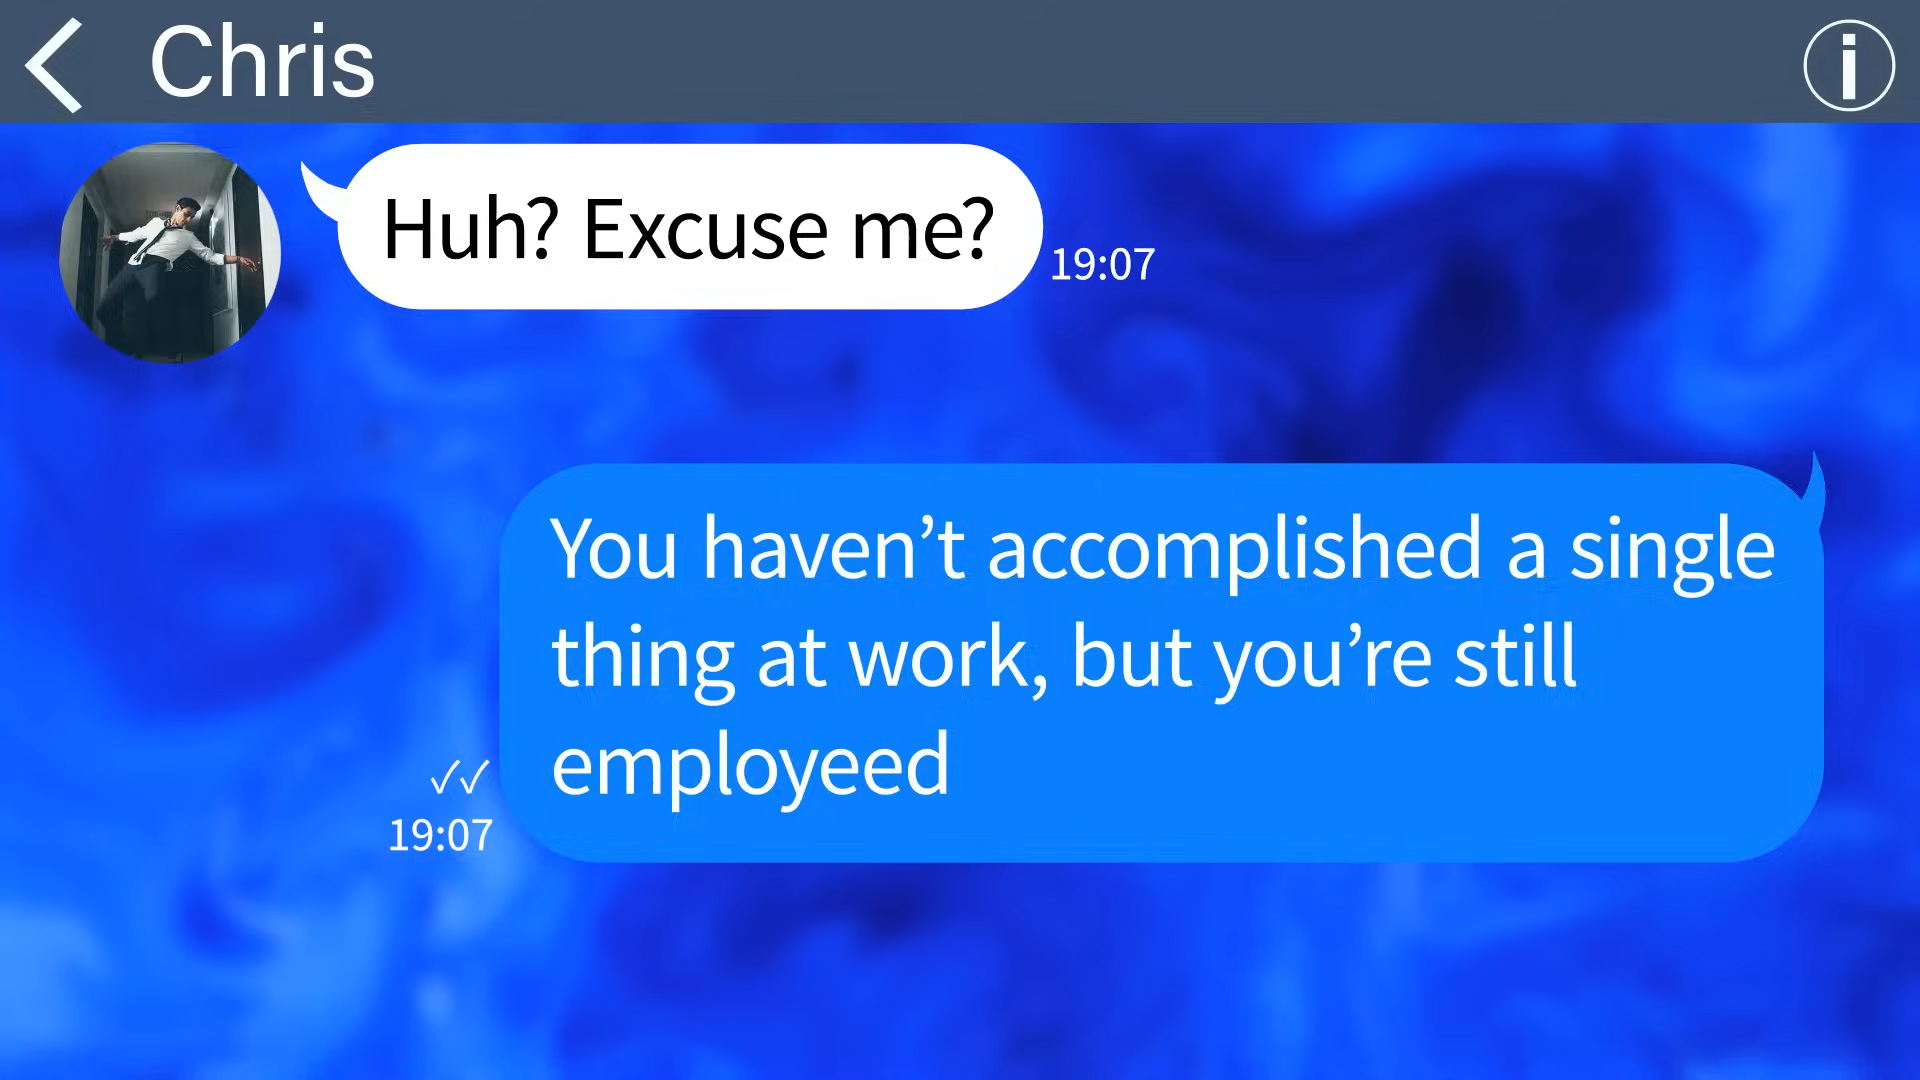 Chris
Huh? Excuse me?
19:07
You haven’t accomplished a single
thing at work, but you’re still
employeed
✓✓
19:07